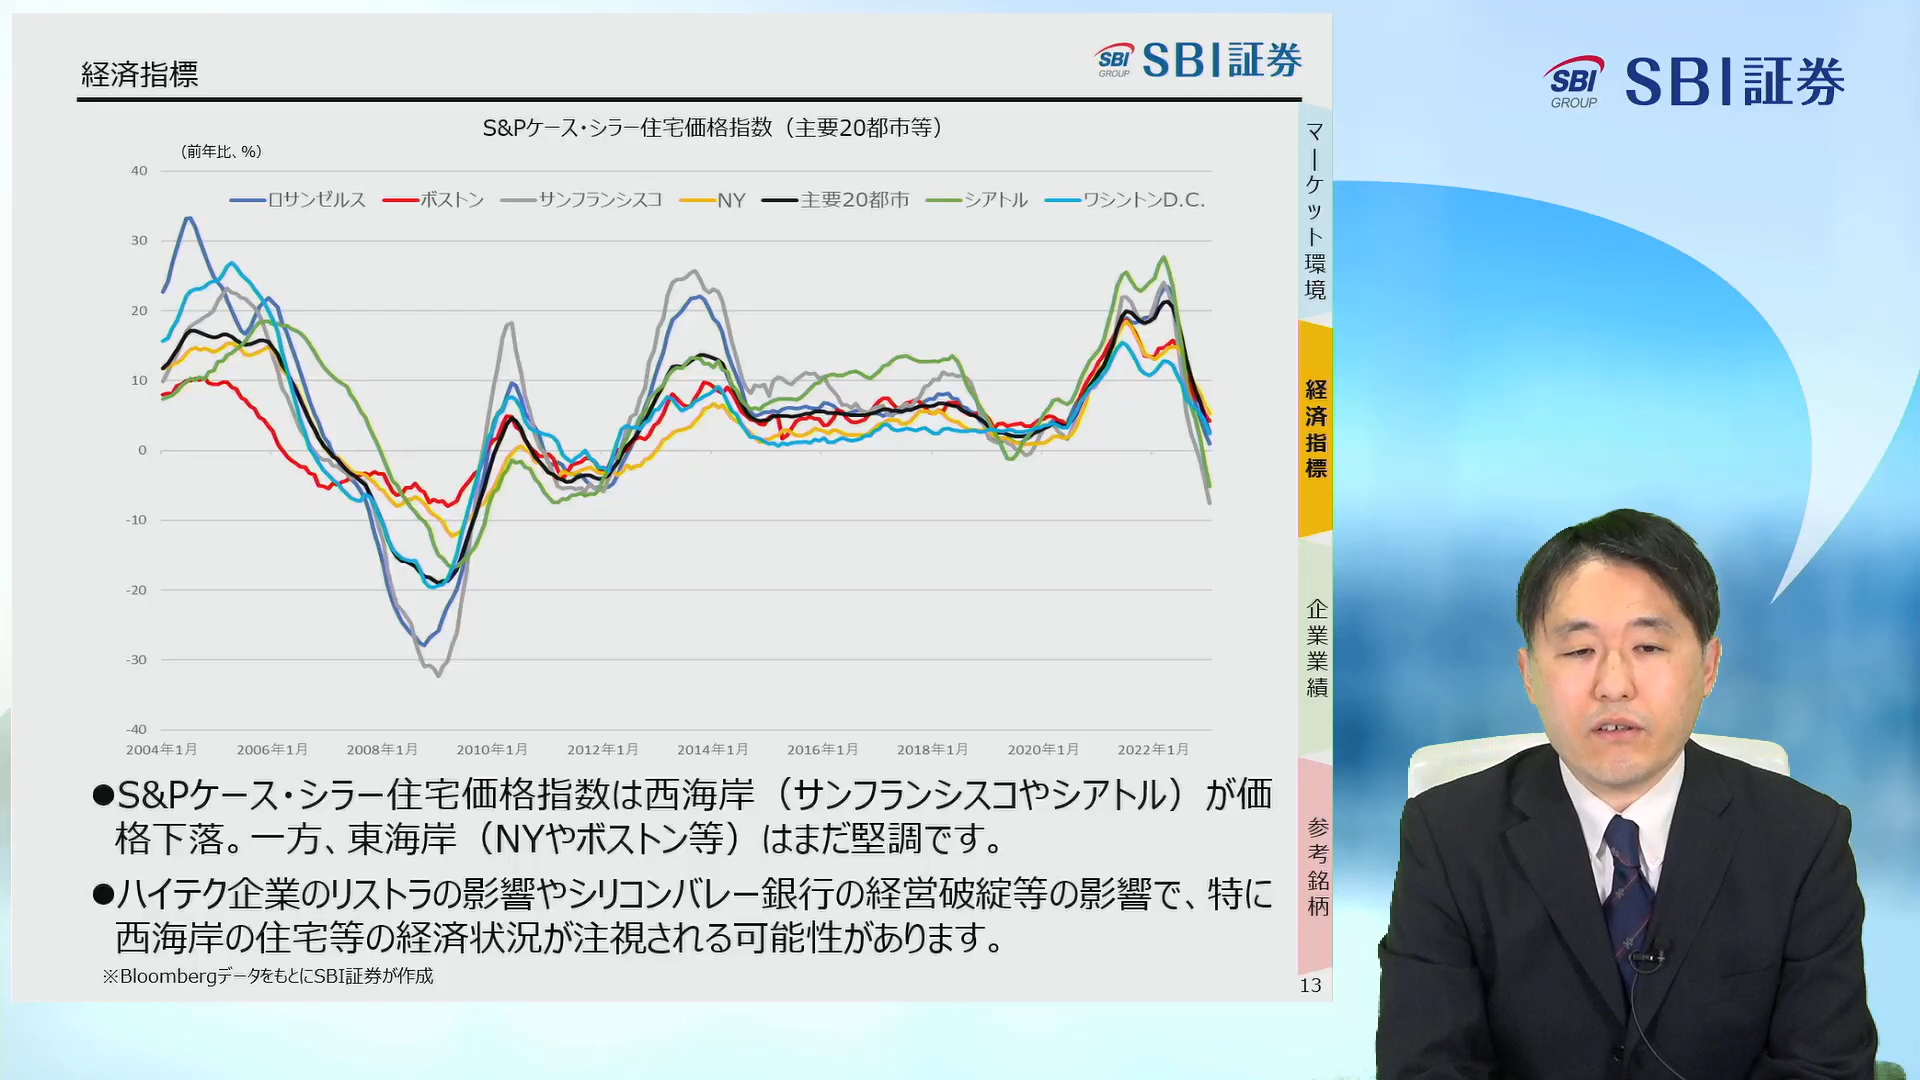 経済指標
SBI GROUP SBI証券
S&Pケース・シラー住宅価格指数（主要20都市等）
（前年比、%）
ロサンゼルス ボストン サンフランシスコ NY 主要20都市 シアトル ワシントンD.C.
40
30
20
10
0
-10
-20
-30
-40
2004年1月 2006年1月 2008年1月 2010年1月 2012年1月 2014年1月 2016年1月 2018年1月 2020年1月 2022年1月
●S&Pケース・シラー住宅価格指数は西海岸（サンフランシスコやシアトル）が価
格下落。一方、東海岸（NYやボストン等）はまだ堅調です。
●ハイテク企業のリストラの影響やシリコンバレー銀行の経営破綻等の影響で、特に
西海岸の住宅等の経済状況が注視される可能性があります。
※BloombergデータをもとにSBI証券が作成
マーケット環境
経済指標
企業業績
参考銘柄
13
SBI GROUP SBI証券